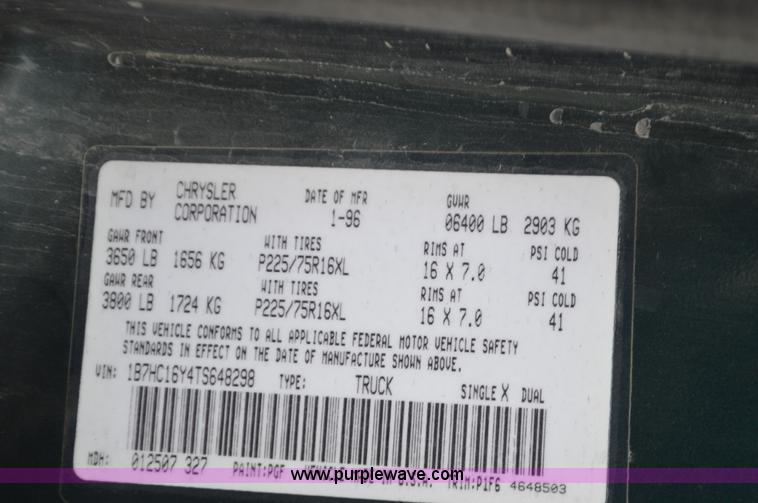 MFD BY CHRYSLER CORPORATION DATE OF MFR 1-96 GVWR 06400 LB 2903 KG
GAWR FRONT WITH TIRES RIMS AT PSI COLD
3650 LB 1656 KG P225/75R16XL 16 X 7.0 41
GAWR REAR WITH TIRES RIMS AT PSI COLD
3800 LB 1724 KG P225/75R16XL 16 X 7.0 41
THIS VEHICLE CONFORMS TO ALL APPLICABLE FEDERAL MOTOR VEHICLE SAFETY
STANDARDS IN EFFECT ON THE DATE OF MANUFACTURE SHOWN ABOVE.
VIN: 1B7HC16Y4TS648298 TYPE: TRUCK SINGLE X DUAL
MDH: 012507 327 PAINT:PGF TRIM:P1F6 4648503
www.purplewave.com